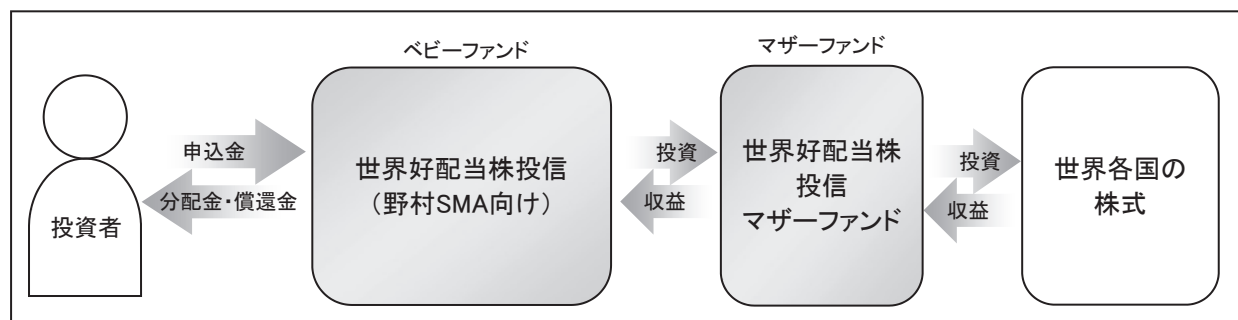 ベビーファンド
マザーファンド
投資者
申込金
分配金・償還金
世界好配当株投信
（野村SMA向け）
投資
収益
世界好配当株
投信
マザーファンド
投資
収益
世界各国の
株式